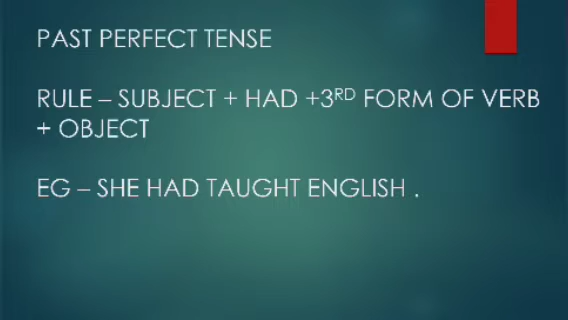 PAST PERFECT TENSE
RULE – SUBJECT + HAD +3RD FORM OF VERB
+ OBJECT
EG – SHE HAD TAUGHT ENGLISH .